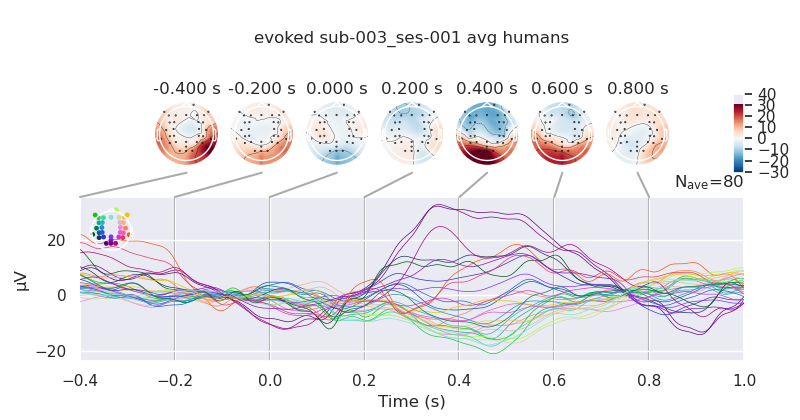 evoked sub-003_ses-001 avg humans
-0.400 s -0.200 s 0.000 s 0.200 s 0.400 s 0.600 s 0.800 s
40
30
20
10
0
−10
−20
−30
Nave=80
20
0
−20
µV
−0.4 −0.2 0.0 0.2 0.4 0.6 0.8 1.0
Time (s)